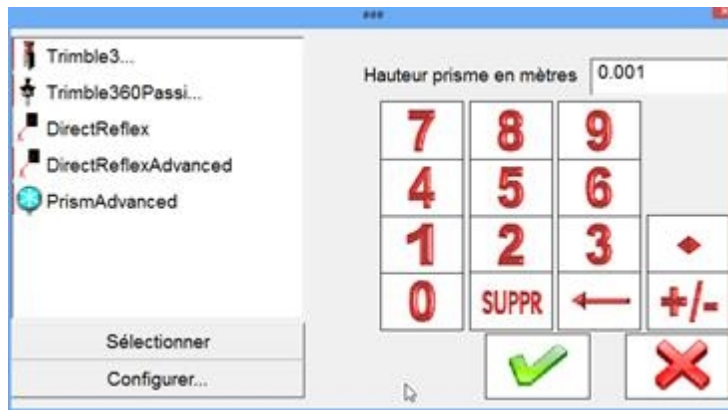 ###
Trimble3...
Trimble360Passi...
DirectReflex
DirectReflexAdvanced
PrismAdvanced
Sélectionner
Configurer...
Hauteur prisme en mètres 0.001
7 8 9
4 5 6
1 2 3
0 SUPPR +/-